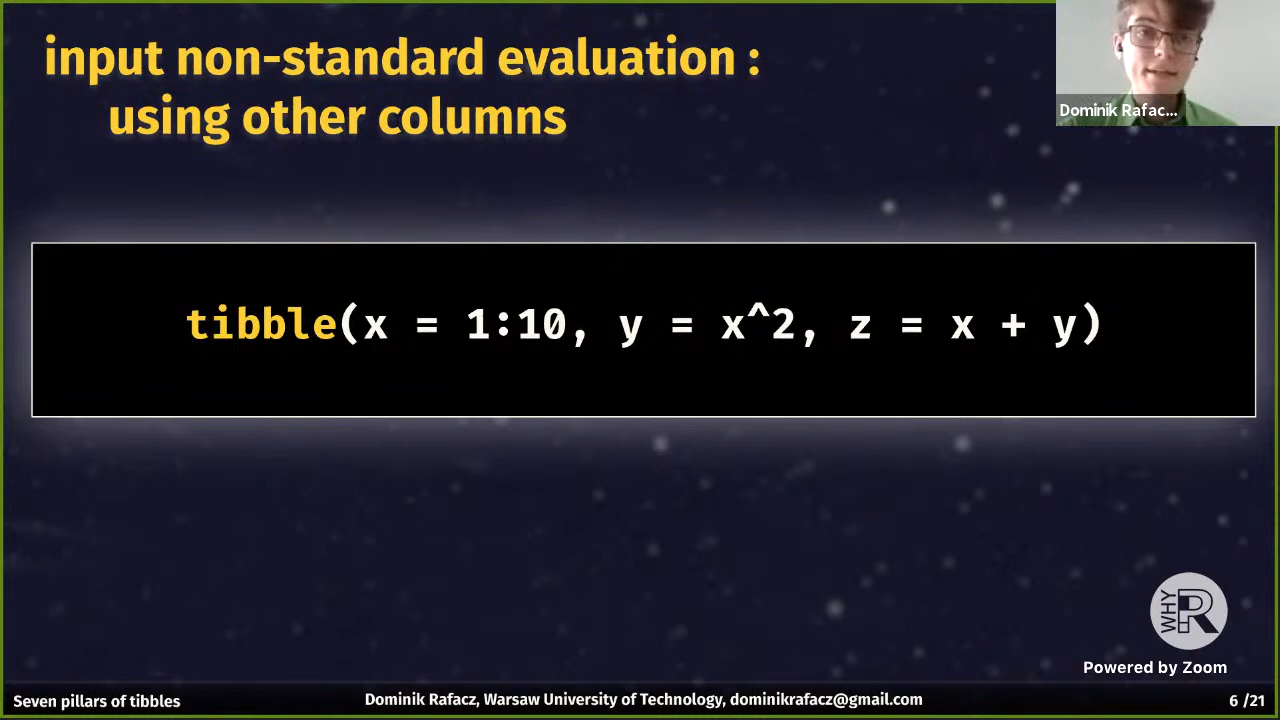 input non-standard evaluation :
using other columns
Dominik Rafac...
tibble(x = 1:10, y = x^2, z = x + y)
WHY R
Powered by Zoom
Seven pillars of tibbles
Dominik Rafacz, Warsaw University of Technology, dominikrafacz@gmail.com
6 /21